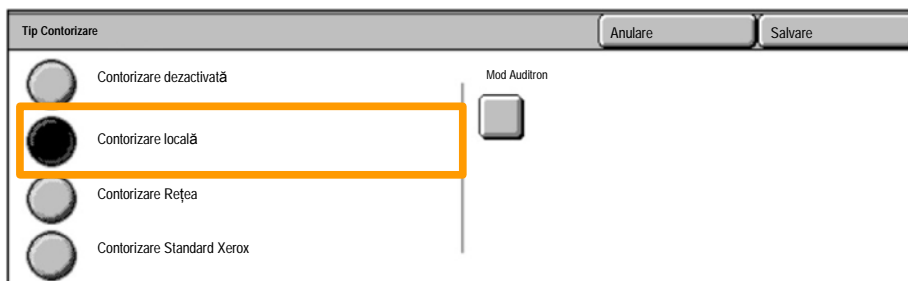 Tip Contorizare
Anulare
Salvare
Contorizare dezactivată
Mod Auditron
Contorizare locală
Contorizare Rețea
Contorizare Standard Xerox